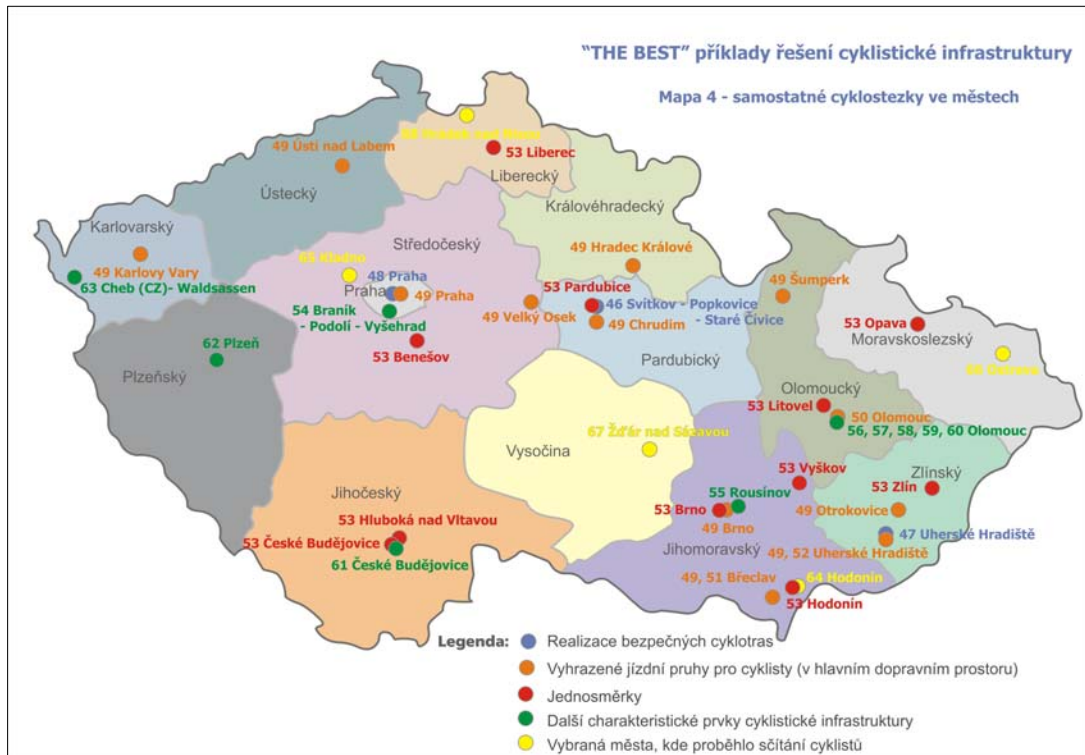 "THE BEST" příklady řešení cyklistické infrastruktury
Mapa 4 - samostatné cyklostezky ve městech
49 Ústí nad Labem
53 Liberec
Liberecký
Ústecký
Královéhradecký
Karlovarský
Středočeský
49 Karlovy Vary
63 Cheb (CZ)- Waldsassen
65 Kladno
48 Praha
Praha
49 Praha
49 Hradec Králové
53 Pardubice
49 Šumperk
54 Braník
- Podolí - Vyšehrad
49 Velký Osek
46 Svítkov - Popkovice
- Staré Čívice
49 Chrudim
53 Opava
Moravskoslezský
62 Plzeň
53 Benešov
Plzeňský
Pardubický
Ostrava
Olomoucký
53 Litovel
50 Olomouc
56, 57, 58, 59, 60 Olomouc
67 Žďár nad Sázavou
Vysočina
53 Vyškov
Zlínský
Jihočeský
55 Rousínov
53 Zlín
53 Hluboká nad Vltavou
53 Brno
49 Brno
49 Otrokovice
53 České Budějovice
47 Uherské Hradiště
61 České Budějovice
Jihomoravský
49, 52 Uherské Hradiště
49, 51 Břeclav
64 Hodonín
53 Hodonín
Legenda:
Realizace bezpečných cyklotras
Vyhrazené jízdní pruhy pro cyklisty (v hlavním dopravním prostoru)
Jednosměrky
Další charakteristické prvky cyklistické infrastruktury
Vybraná města, kde proběhlo sčítání cyklistů